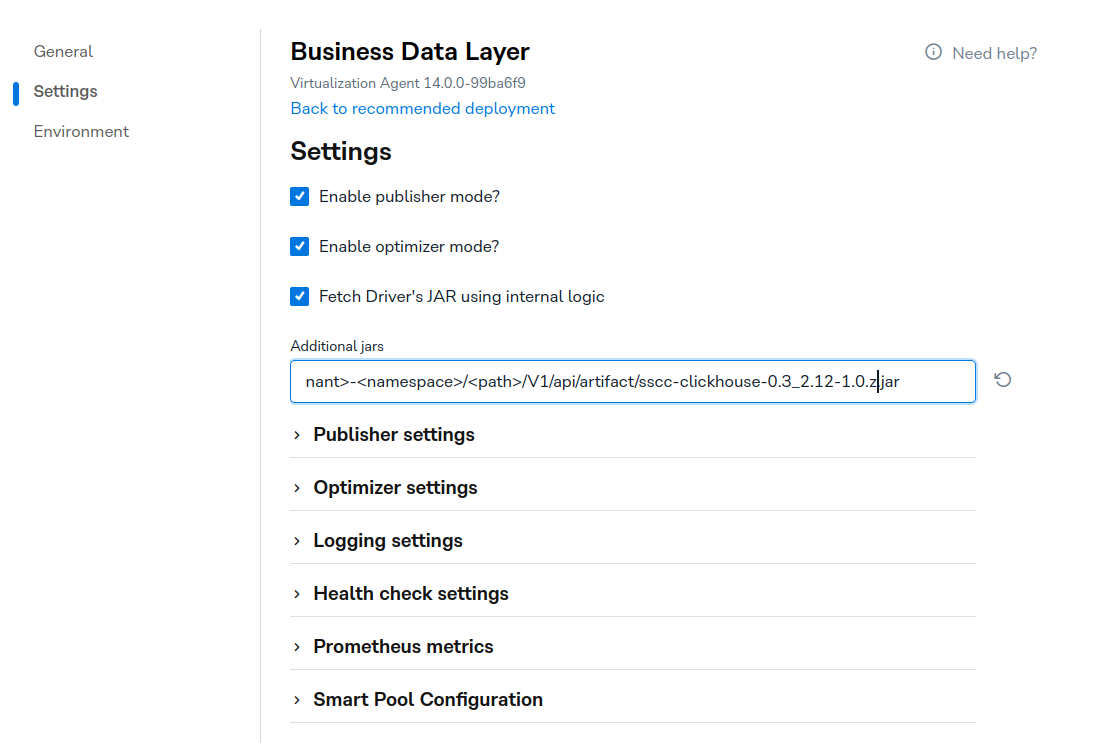 General
Settings
Environment
Business Data Layer
Need help?
Virtualization Agent 14.0.0-99ba6f9
Back to recommended deployment
Settings
Enable publisher mode?
Enable optimizer mode?
Fetch Driver's JAR using internal logic
Additional jars
nant>-<namespace>/<path>/V1/api/artifact/sscc-clickhouse-0.3_2.12-1.0.z.jar
Publisher settings
Optimizer settings
Logging settings
Health check settings
Prometheus metrics
Smart Pool Configuration